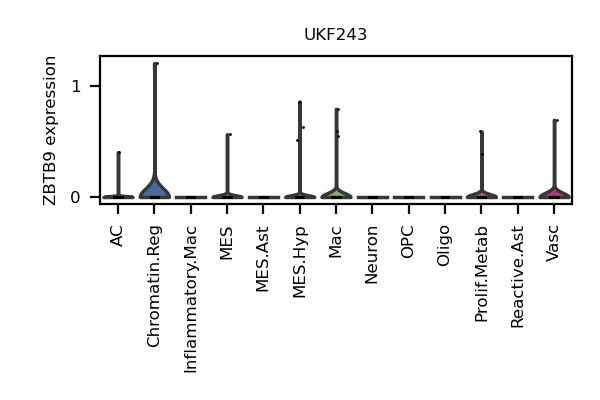 UKF243
ZBTB9 expression
1
0
AC
Chromatin.Reg
Inflammatory.Mac
MES
MES.Ast
MES.Hyp
Mac
Neuron
OPC
Oligo
Prolif.Metab
Reactive.Ast
Vasc